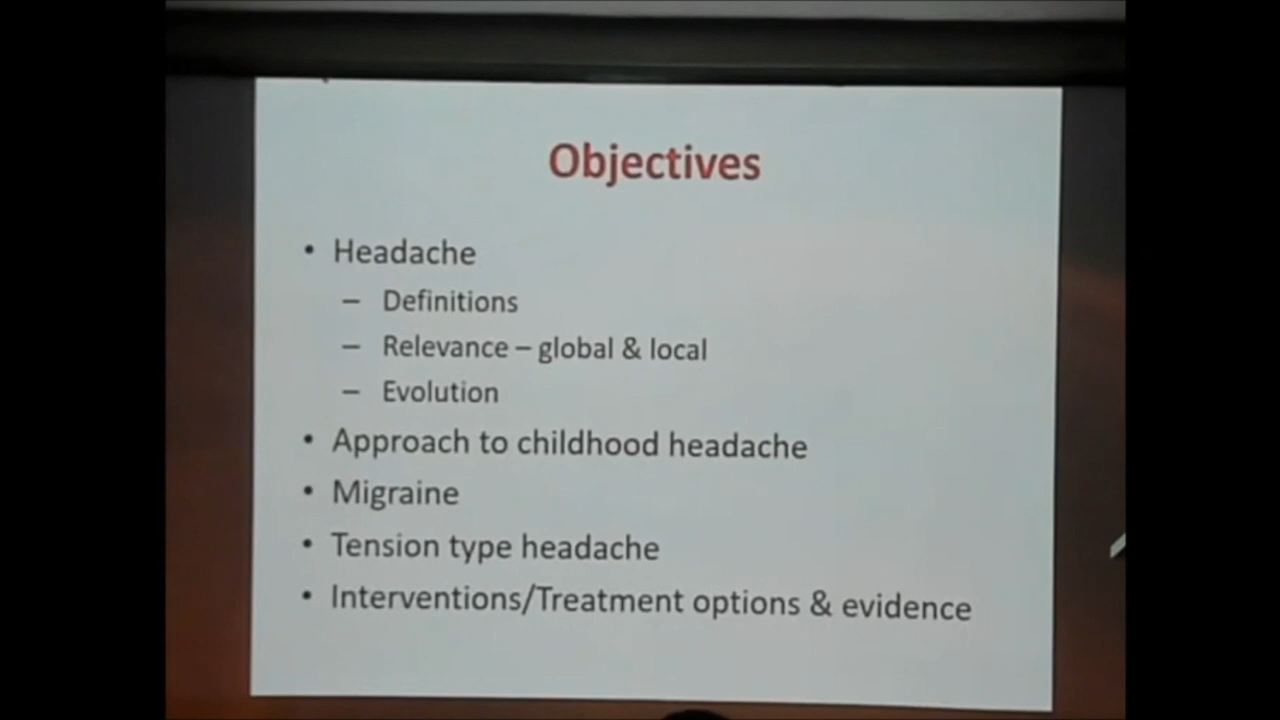 Objectives
• Headache
– Definitions
– Relevance – global & local
– Evolution
• Approach to childhood headache
• Migraine
• Tension type headache
• Interventions/Treatment options & evidence